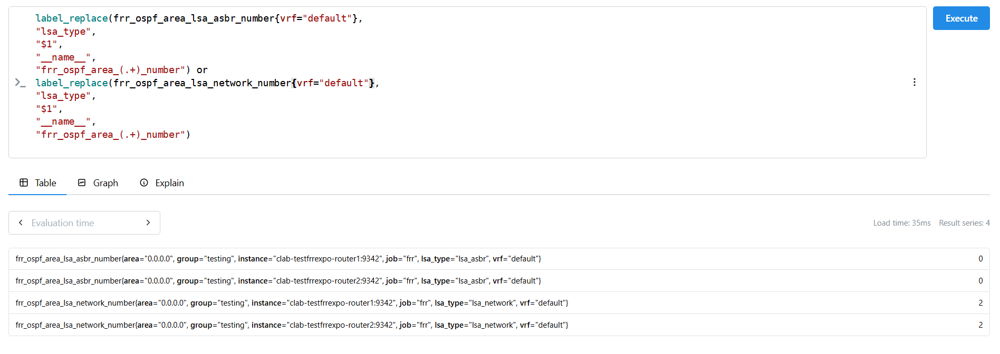 label_replace(frr_ospf_area_lsa_asbr_number{vrf="default"},
"lsa_type",
"$1",
"__name__",
"frr_ospf_area_(.+)_number") or
label_replace(frr_ospf_area_lsa_network_number{vrf="default"},
"lsa_type",
"$1",
"__name__",
"frr_ospf_area_(.+)_number")
Execute
Table Graph Explain
Evaluation time
Load time: 35ms Result series: 4
frr_ospf_area_lsa_asbr_number{area="0.0.0.0", group="testing", instance="clab-testfrrexpo-router1:9342", job="frr", lsa_type="lsa_asbr", vrf="default"} 0
frr_ospf_area_lsa_asbr_number{area="0.0.0.0", group="testing", instance="clab-testfrrexpo-router2:9342", job="frr", lsa_type="lsa_asbr", vrf="default"} 0
frr_ospf_area_lsa_network_number{area="0.0.0.0", group="testing", instance="clab-testfrrexpo-router1:9342", job="frr", lsa_type="lsa_network", vrf="default"} 2
frr_ospf_area_lsa_network_number{area="0.0.0.0", group="testing", instance="clab-testfrrexpo-router2:9342", job="frr", lsa_type="lsa_network", vrf="default"} 2